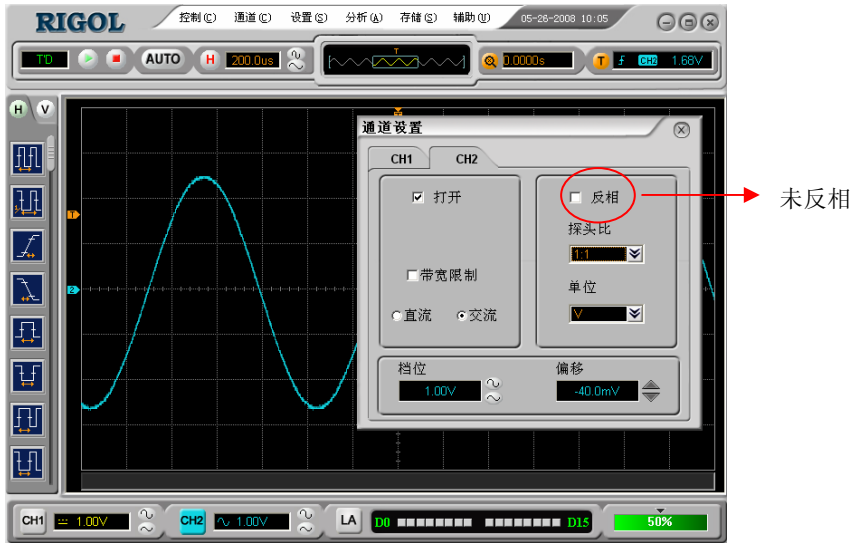 RIGOL 控制(C) 通道(C) 设置(S) 分析(A) 存储(S) 辅助(U) 05-26-2008 10:05
T'D AUTO H 200.0us T 0.0000s T CH2 1.68V
H V
T
通道设置
CH1 CH2
打开
反相
未反相
探头比
1:1
T
带宽限制
单位
2
直流 交流
V
档位 偏移
1.00V -40.0mV
CH1 1.00V CH2 1.00V LA D0 D15 50%